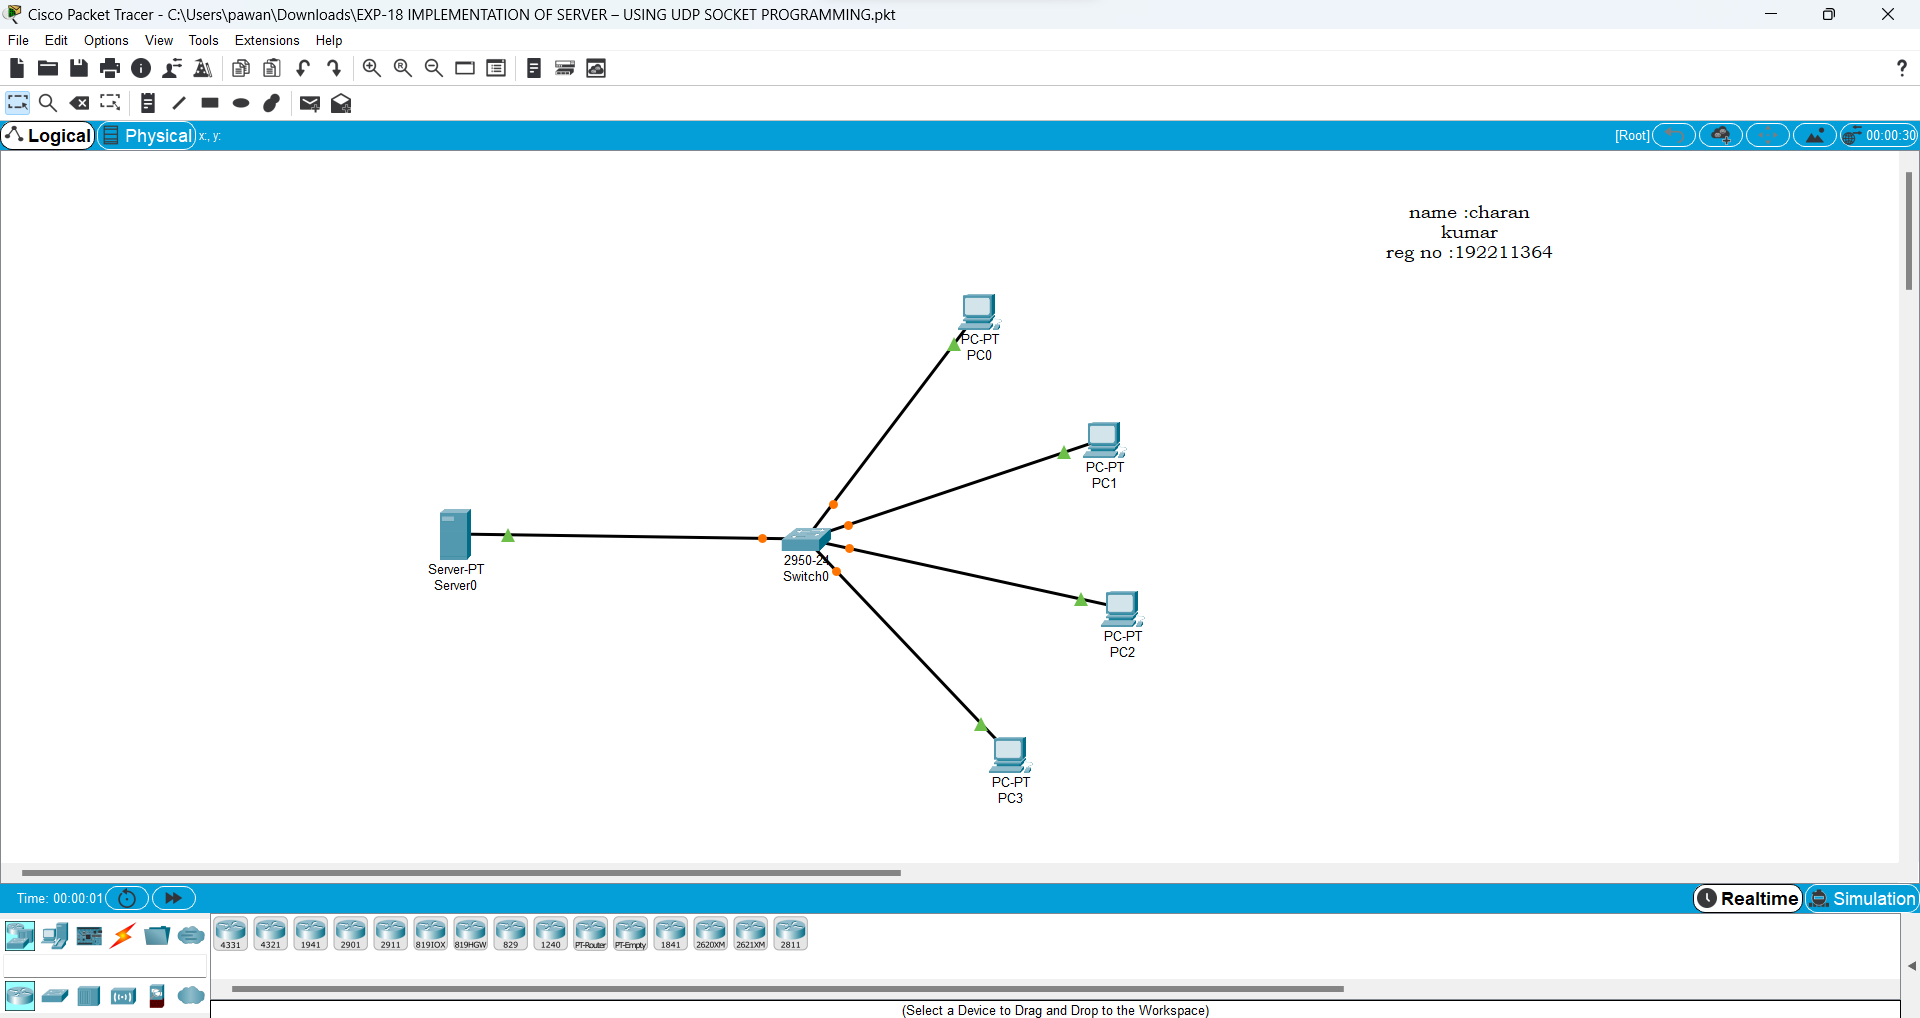 Cisco Packet Tracer - C:\Users\pawan\Downloads\EXP-18 IMPLEMENTATION OF SERVER – USING UDP SOCKET PROGRAMMING.pkt
File Edit Options View Tools Extensions Help
?
Logical Physical x:, y: [Root] 00:00:30
name :charan
kumar
reg no :192211364
PC-PT
PC0
PC-PT
PC1
Server-PT
Server0
2950-24
Switch0
PC-PT
PC2
PC-PT
PC3
Time: 00:00:01 Realtime Simulation
4331 4321 1941 2901 2911 819IOX 819HGW 829 1240 PT-Router PT-Empty 1841 2620XM 2621XM 2811
(Select a Device to Drag and Drop to the Workspace)